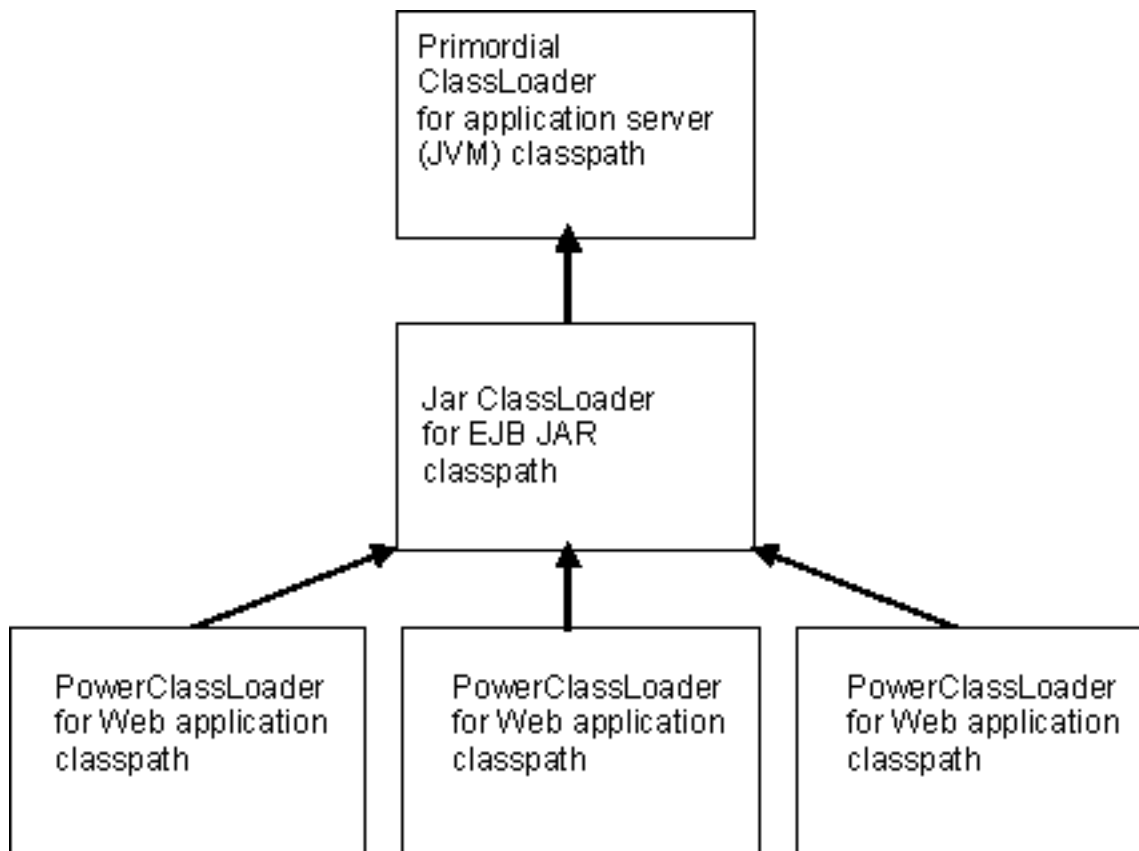 Primordial
ClassLoader
for application server
(JVM) classpath
Jar ClassLoader
for EJB JAR
classpath
PowerClassLoader
for Web application
classpath
PowerClassLoader
for Web application
classpath
PowerClassLoader
for Web application
classpath